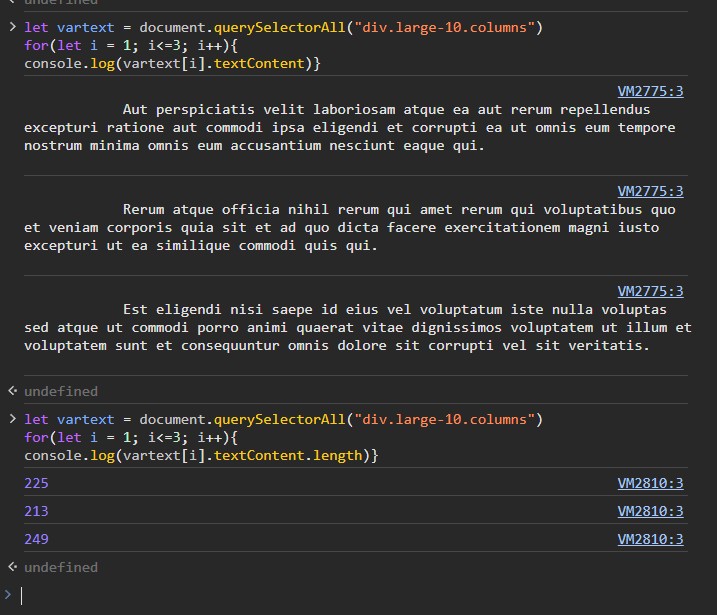 undefined
let vartext = document.querySelectorAll("div.large-10.columns")
for(let i = 1; i<=3; i++){
console.log(vartext[i].textContent)}
VM2775:3
Aut perspiciatis velit laboriosam atque ea aut rerum repellendus
excepturi ratione aut commodi ipsa eligendi et corrupti ea ut omnis eum tempore
nostrum minima omnis eum accusantium nesciunt eaque qui.
VM2775:3
Rerum atque officia nihil rerum qui amet rerum qui voluptatibus quo
et veniam corporis quia sit et ad quo dicta facere exercitationem magni iusto
excepturi ut ea similique commodi quis qui.
VM2775:3
Est eligendi nisi saepe id eius vel voluptatum iste nulla voluptas
sed atque ut commodi porro animi quaerat vitae dignissimos voluptatem ut illum et
voluptatem sunt et consequuntur omnis dolore sit corrupti vel sit veritatis.
undefined
let vartext = document.querySelectorAll("div.large-10.columns")
for(let i = 1; i<=3; i++){
console.log(vartext[i].textContent.length)}
225 VM2810:3
213 VM2810:3
249 VM2810:3
undefined